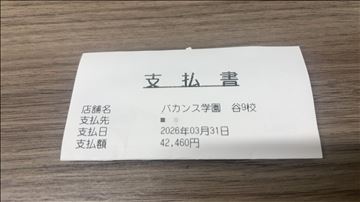 支払書
店舗名 バカンス学園 谷9校
支払先
支払日 2026年03月31日
支払額 42,460円